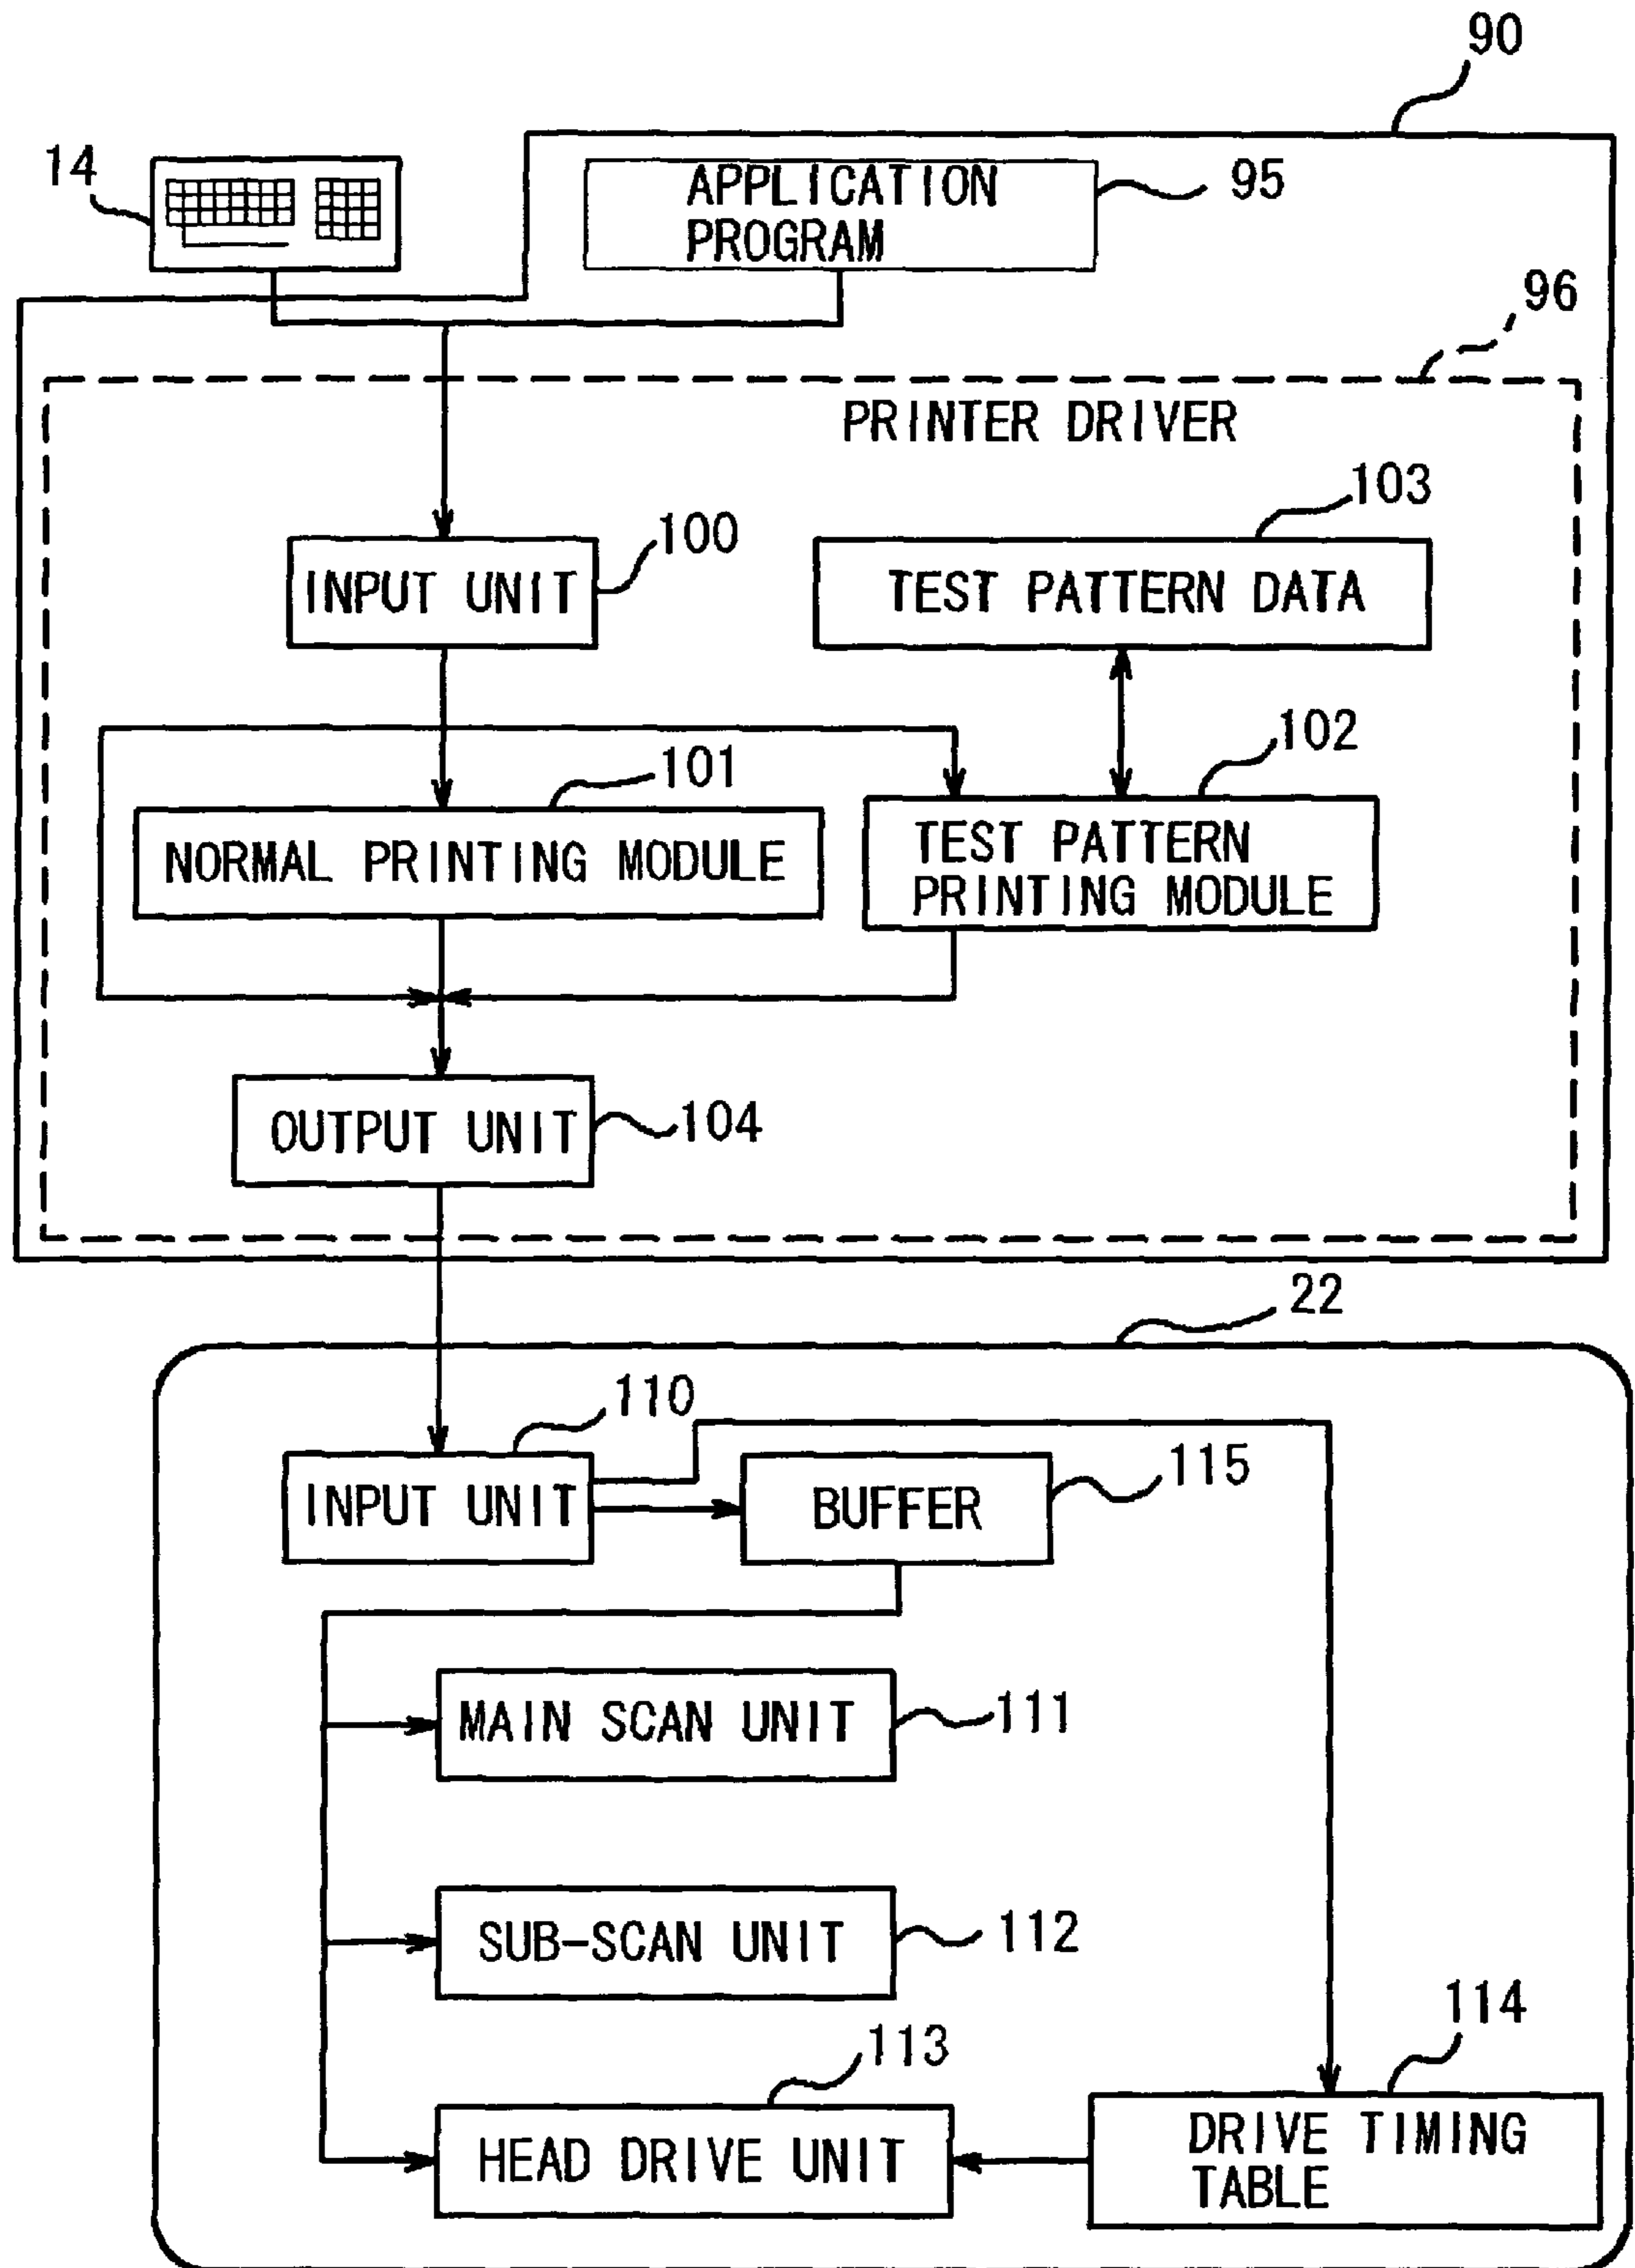 90
14
APPLICATION
PROGRAM
95
96
PRINTER DRIVER
103
100
INPUT UNIT
TEST PATTERN DATA
102
101
NORMAL PRINTING MODULE
TEST PATTERN
PRINTING MODULE
OUTPUT UNIT
104
22
110
INPUT UNIT
BUFFER
115
MAIN SCAN UNIT
111
SUB-SCAN UNIT
112
114
113
HEAD DRIVE UNIT
DRIVE TIMING
TABLE